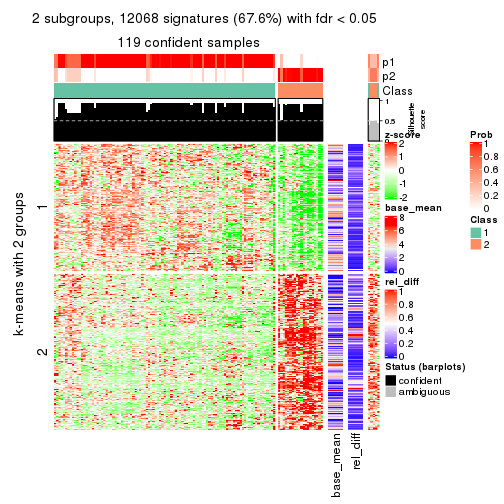 2 subgroups, 12068 signatures (67.6%) with fdr < 0.05
119 confident samples
p1
p2
Class
1
0.5
0
Silhouette
score
k-means with 2 groups
1
2
base_mean
rel_diff
z-score
2
1
0
-1
-2
base_mean
8
6
4
2
0
rel_diff
1
0.8
0.6
0.4
0.2
0
Status (barplots)
confident
ambiguous
Prob
1
0.8
0.6
0.4
0.2
0
Class
1
2